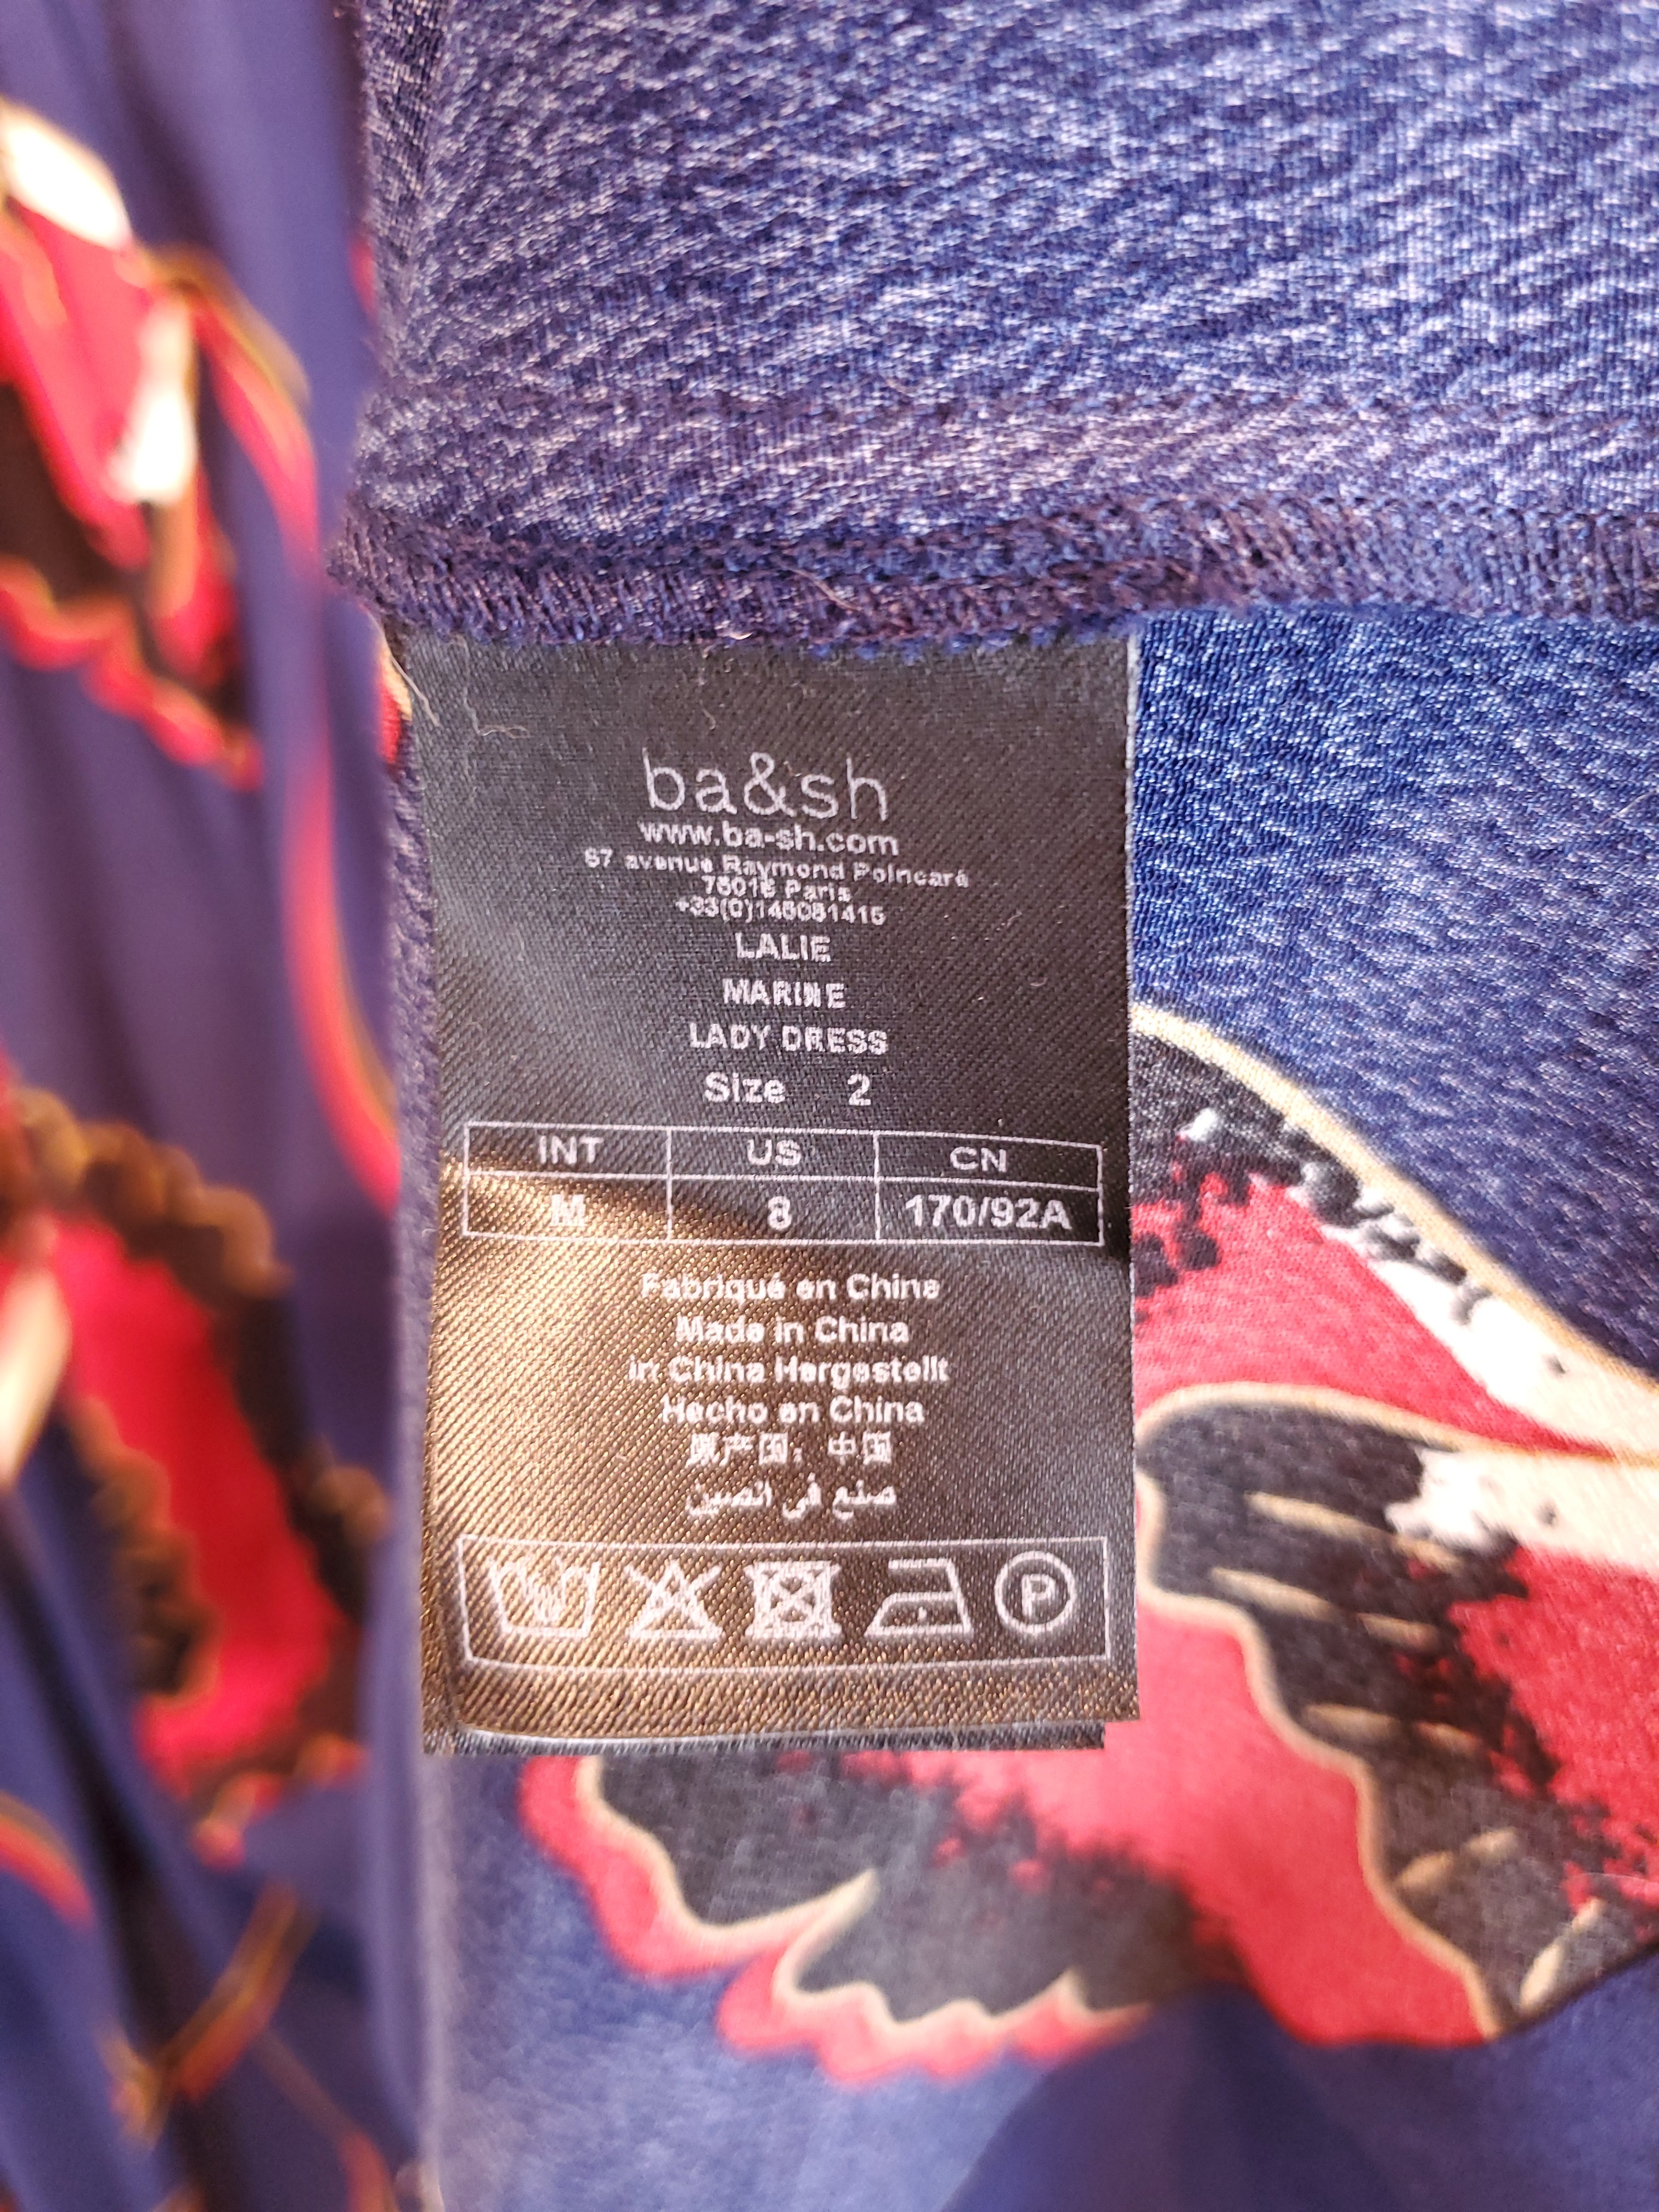 ba&sh
www.ba-sh.com
67 avenue Raymond Poincaré
75016 Paris
+33(0)145081415
LALIE
MARINE
LADY DRESS
Size 2
INT US CN
M 8 170/92A
Fabriqué en Chine
Made in China
in China Hergestellt
Hecho en China
原产国：中国
صنع في الصين
P